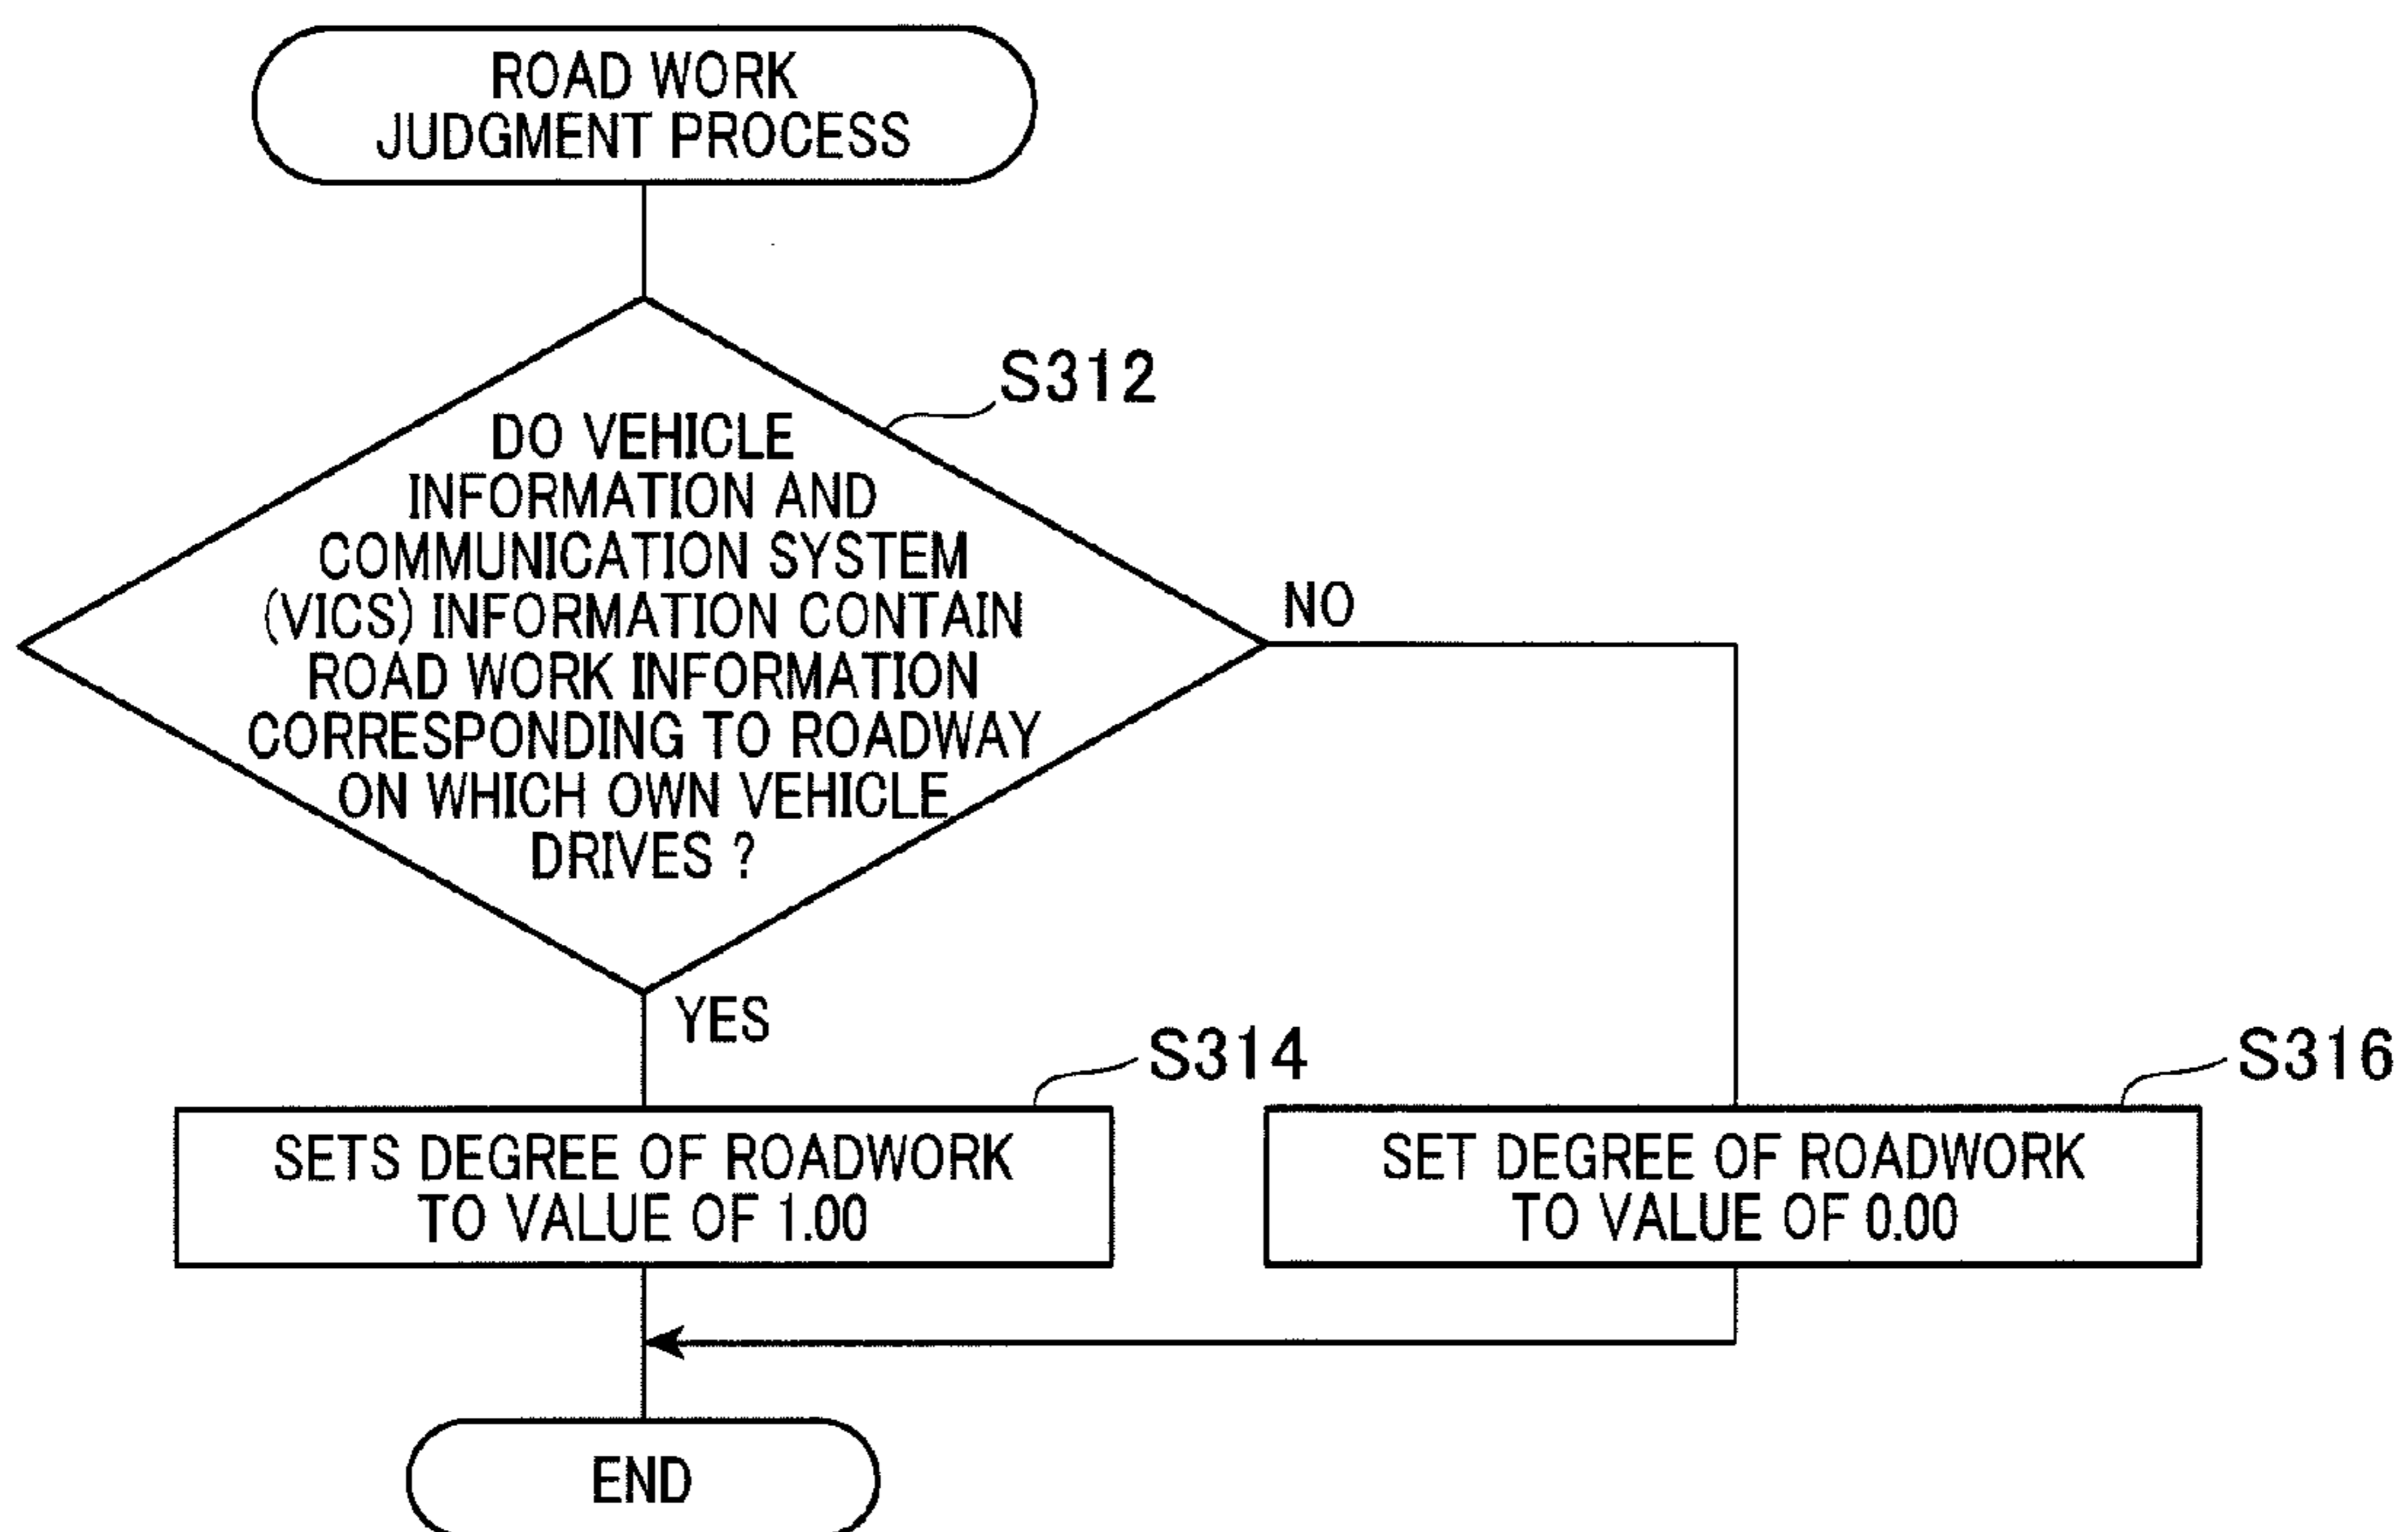 ROAD WORK
JUDGMENT PROCESS
S312
DO VEHICLE
INFORMATION AND
COMMUNICATION SYSTEM
(VICS) INFORMATION CONTAIN
ROAD WORK INFORMATION
CORRESPONDING TO ROADWAY
ON WHICH OWN VEHICLE
DRIVES ?
NO
YES
S314
SETS DEGREE OF ROADWORK
TO VALUE OF 1.00
S316
SET DEGREE OF ROADWORK
TO VALUE OF 0.00
END